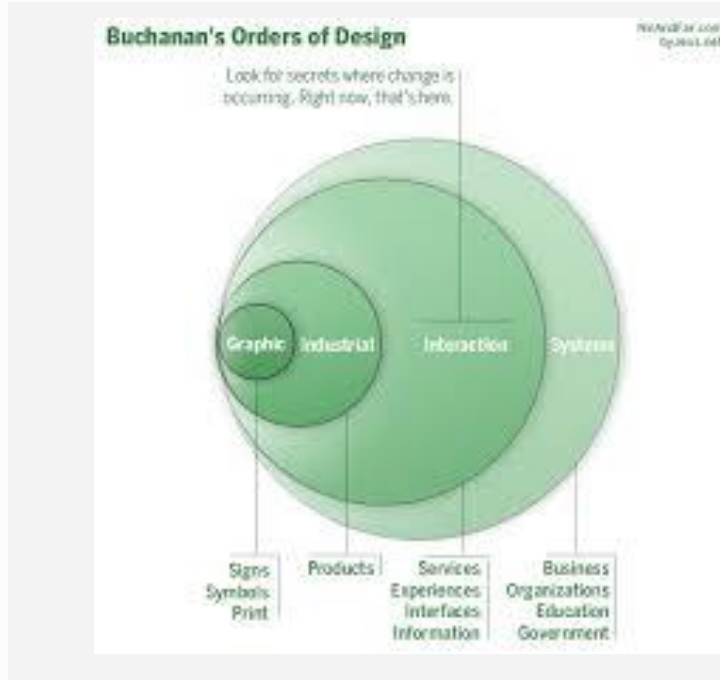 Buchanan's Orders of Design
Look for secrets where change is
occurring. Right now, that's here.
Graphic
Industrial
Interaction
Systems
Signs
Symbols
Print
Products
Services
Experiences
Interfaces
Information
Business
Organizations
Education
Government